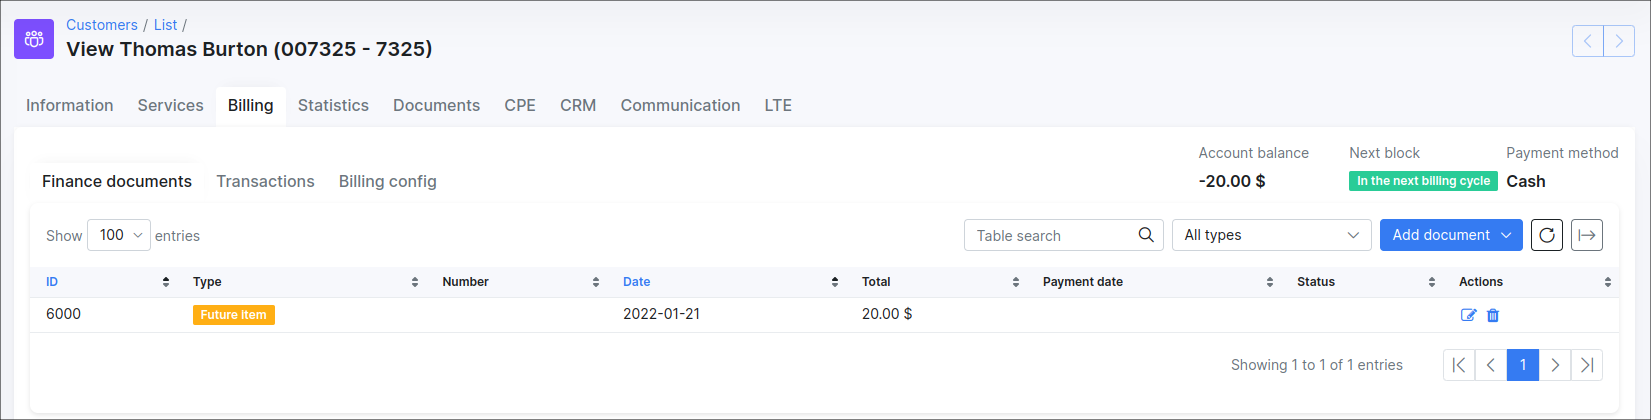 Customers / List /
View Thomas Burton (007325 - 7325)
Information Services Billing Statistics Documents CPE CRM Communication LTE
Account balance Next block Payment method
Finance documents Transactions Billing config -20.00 $ In the next billing cycle Cash
Show 100 entries Table search All types Add document
ID Type Number Date Total Payment date Status Actions
6000 Future Item 2022-01-21 20.00 $
Showing 1 to 1 of 1 entries 1